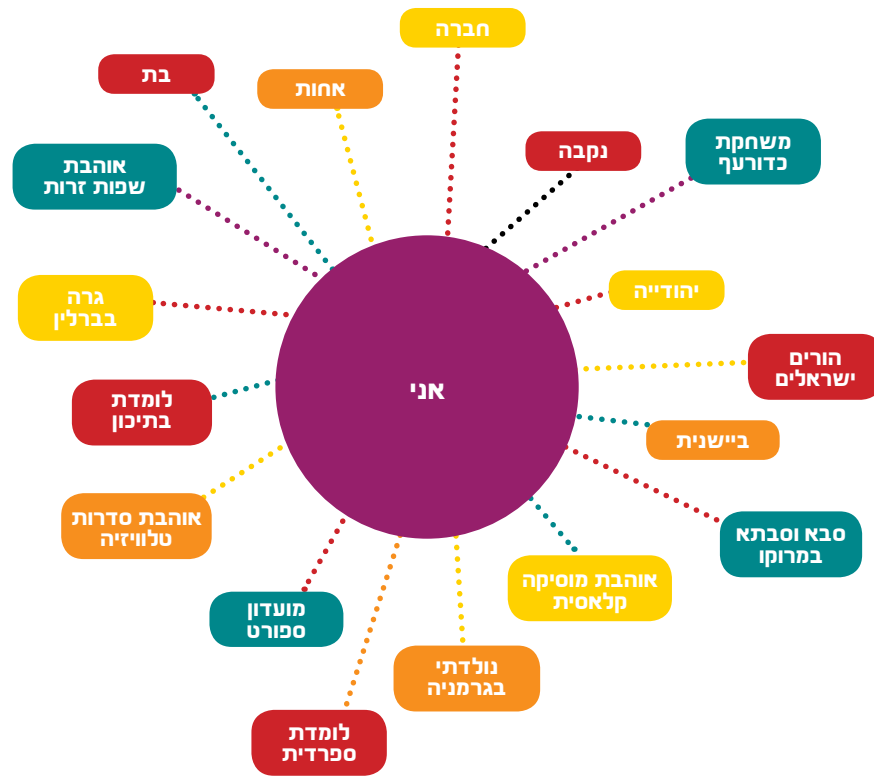 חברה
בת
אחות
נקבה
משחקת
כדורעף
אוהבת
שפות זרות
יהודייה
גרה
בברלין
הורים
ישראלים
אני
לומדת
בתיכון
ביישנית
אוהבת סדרות
טלוויזיה
סבא וסבתא
במרוקו
אוהבת מוסיקה
קלאסית
מועדון
ספורט
נולדתי
בגרמניה
לומדת
ספרדית